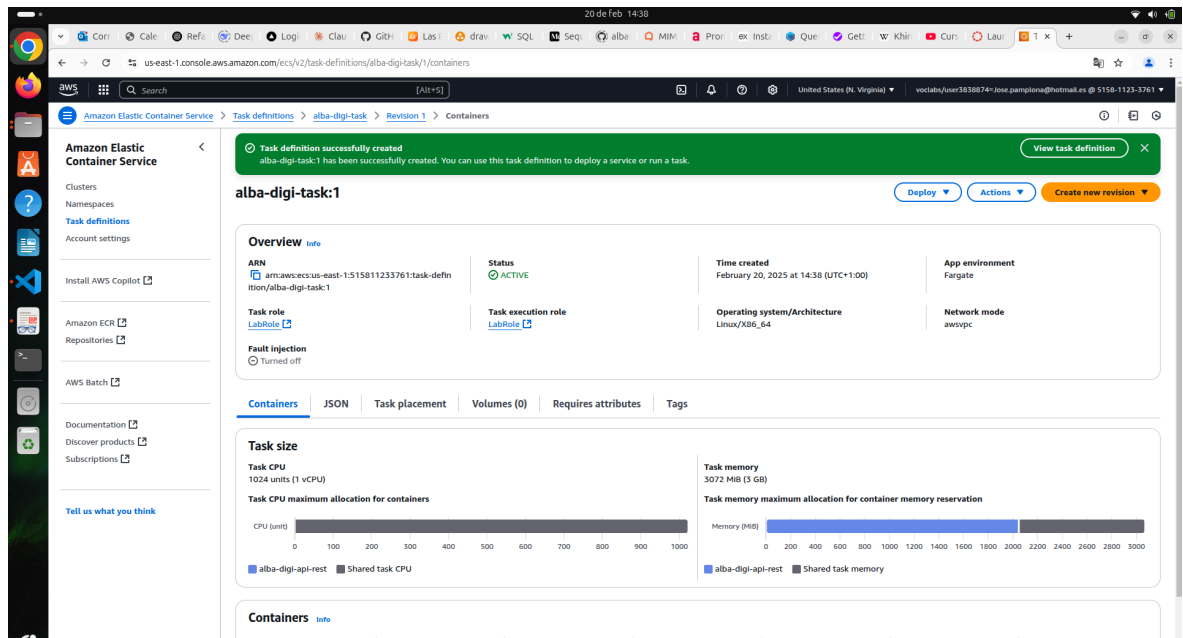 20 de feb 14:38
Corr
Cale
Refa
Dee
Logi
Clau
GitH
Las
drav
SQL
Sequ
alba
MIM
Pron
Insta
Que
Gett
Khir
Curs
Laur
us-east-1.console.aws.amazon.com/ecs/v2/task-definitions/alba-digi-task/1/containers
aws
Search
[Alt+S]
United States (N. Virginia)
voclabs/user3838874=Jose.pamplona@hotmail.es @ 5158-1123-3761
Amazon Elastic Container Service > Task definitions > alba-digi-task > Revision 1 > Containers
Amazon Elastic
Container Service
Clusters
Namespaces
Task definitions
Account settings
Install AWS Copilot
Amazon ECR
Repositories
AWS Batch
Documentation
Discover products
Subscriptions
Tell us what you think
Task definition successfully created
alba-digi-task:1 has been successfully created. You can use this task definition to deploy a service or run a task.
View task definition
alba-digi-task:1
Deploy
Actions
Create new revision
Overview Info
ARN
arn:aws:ecs:us-east-1:515811233761:task-defin
ition/alba-digi-task:1
Status
ACTIVE
Time created
February 20, 2025 at 14:38 (UTC+1:00)
App environment
Fargate
Task role
LabRole
Task execution role
LabRole
Operating system/Architecture
Linux/X86_64
Network mode
awsvpc
Fault injection
Turned off
Containers
JSON
Task placement
Volumes (0)
Requires attributes
Tags
Task size
Task CPU
1024 units (1 vCPU)
Task CPU maximum allocation for containers
CPU (unit)
0 100 200 300 400 500 600 700 800 900 1000
alba-digi-api-rest Shared task CPU
Task memory
3072 MiB (3 GB)
Task memory maximum allocation for container memory reservation
Memory (MiB)
0 200 400 600 800 1000 1200 1400 1600 1800 2000 2200 2400 2600 2800 3000
alba-digi-api-rest Shared task memory
Containers Info